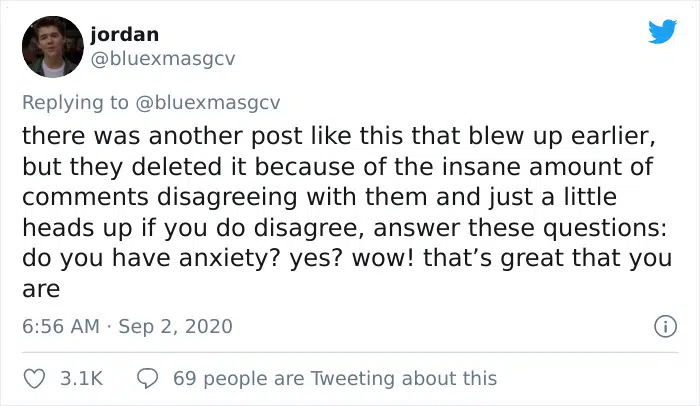 jordan
@bluexmasgcv
Replying to @bluexmasgcv
there was another post like this that blew up earlier,
but they deleted it because of the insane amount of
comments disagreeing with them and just a little
heads up if you do disagree, answer these questions:
do you have anxiety? yes? wow! that’s great that you
are
6:56 AM · Sep 2, 2020
3.1K 69 people are Tweeting about this